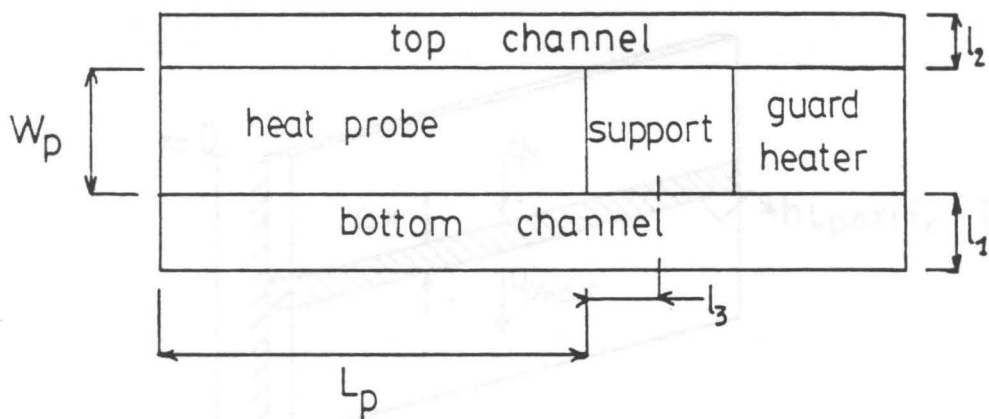 top channel
l2
Wp
heat probe
support
guard
heater
bottom channel
l1
l3
Lp